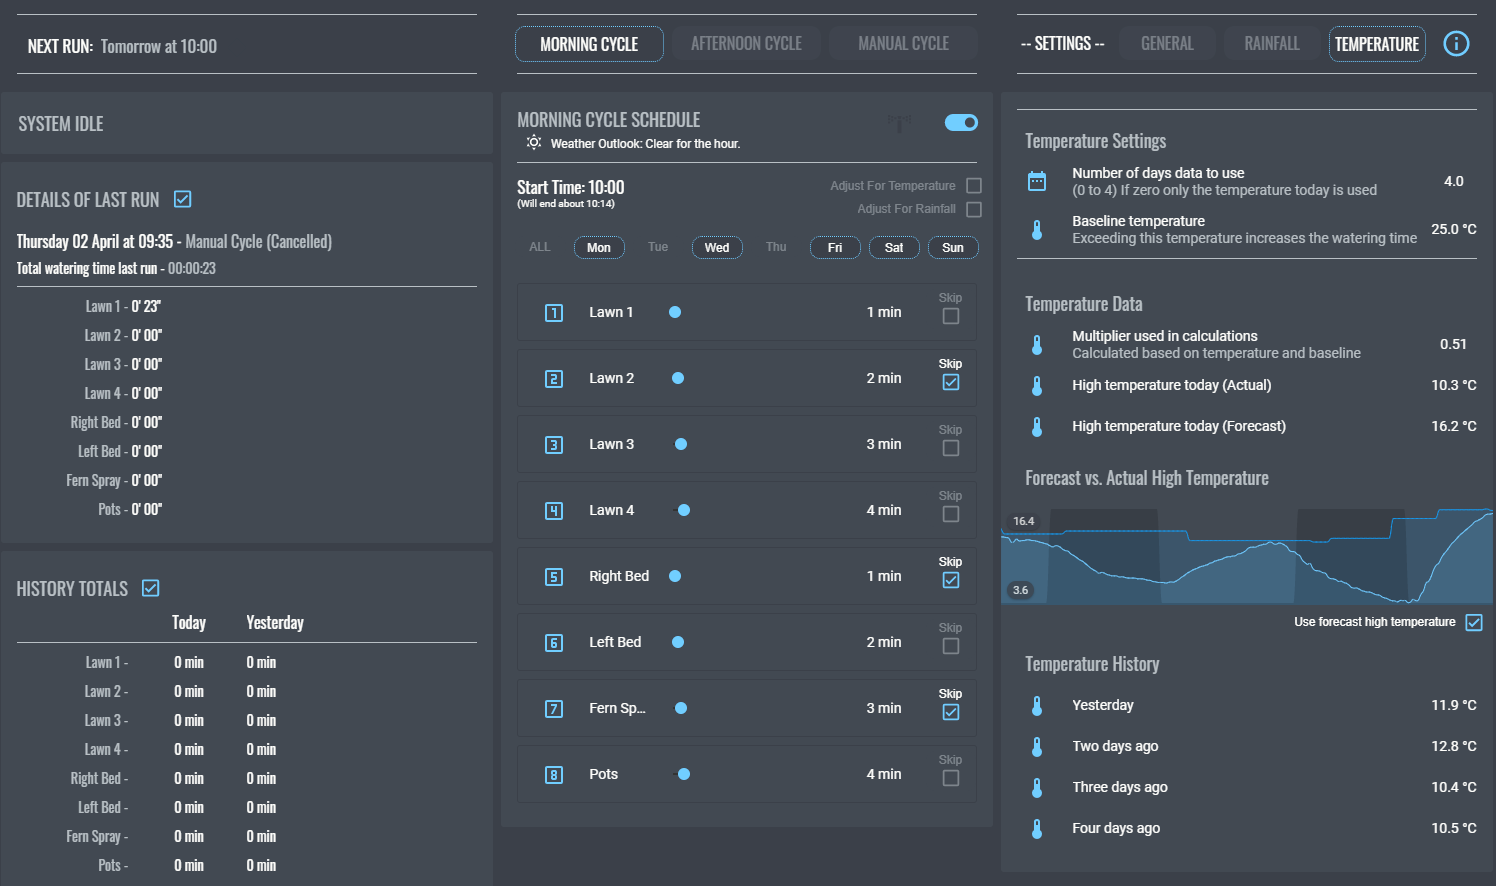 NEXT RUN: Tomorrow at 10:00
SYSTEM IDLE
DETAILS OF LAST RUN
Thursday 02 April at 09:35 - Manual Cycle (Cancelled)
Total watering time last run - 00:00:23
Lawn 1 - 0' 23"
Lawn 2 - 0' 00"
Lawn 3 - 0' 00"
Lawn 4 - 0' 00"
Right Bed - 0' 00"
Left Bed - 0' 00"
Fern Spray - 0' 00"
Pots - 0' 00"
HISTORY TOTALS
Today Yesterday
Lawn 1 - 0 min 0 min
Lawn 2 - 0 min 0 min
Lawn 3 - 0 min 0 min
Lawn 4 - 0 min 0 min
Right Bed - 0 min 0 min
Left Bed - 0 min 0 min
Fern Spray - 0 min 0 min
Pots - 0 min 0 min
MORNING CYCLE AFTERNOON CYCLE MANUAL CYCLE
MORNING CYCLE SCHEDULE
Weather Outlook: Clear for the hour.
Start Time: 10:00
(Will end about 10:14)
Adjust For Temperature
Adjust For Rainfall
ALL Mon Tue Wed Thu Fri Sat Sun
1 Lawn 1 1 min Skip
2 Lawn 2 2 min Skip
3 Lawn 3 3 min Skip
4 Lawn 4 4 min Skip
5 Right Bed 1 min Skip
6 Left Bed 2 min Skip
7 Fern Sp... 3 min Skip
8 Pots 4 min Skip
-- SETTINGS -- GENERAL RAINFALL TEMPERATURE
Temperature Settings
Number of days data to use 4.0
(0 to 4) If zero only the temperature today is used
Baseline temperature 25.0 °C
Exceeding this temperature increases the watering time
Temperature Data
Multiplier used in calculations 0.51
Calculated based on temperature and baseline
High temperature today (Actual) 10.3 °C
High temperature today (Forecast) 16.2 °C
Forecast vs. Actual High Temperature
16.4
3.6
Use forecast high temperature
Temperature History
Yesterday 11.9 °C
Two days ago 12.8 °C
Three days ago 10.4 °C
Four days ago 10.5 °C